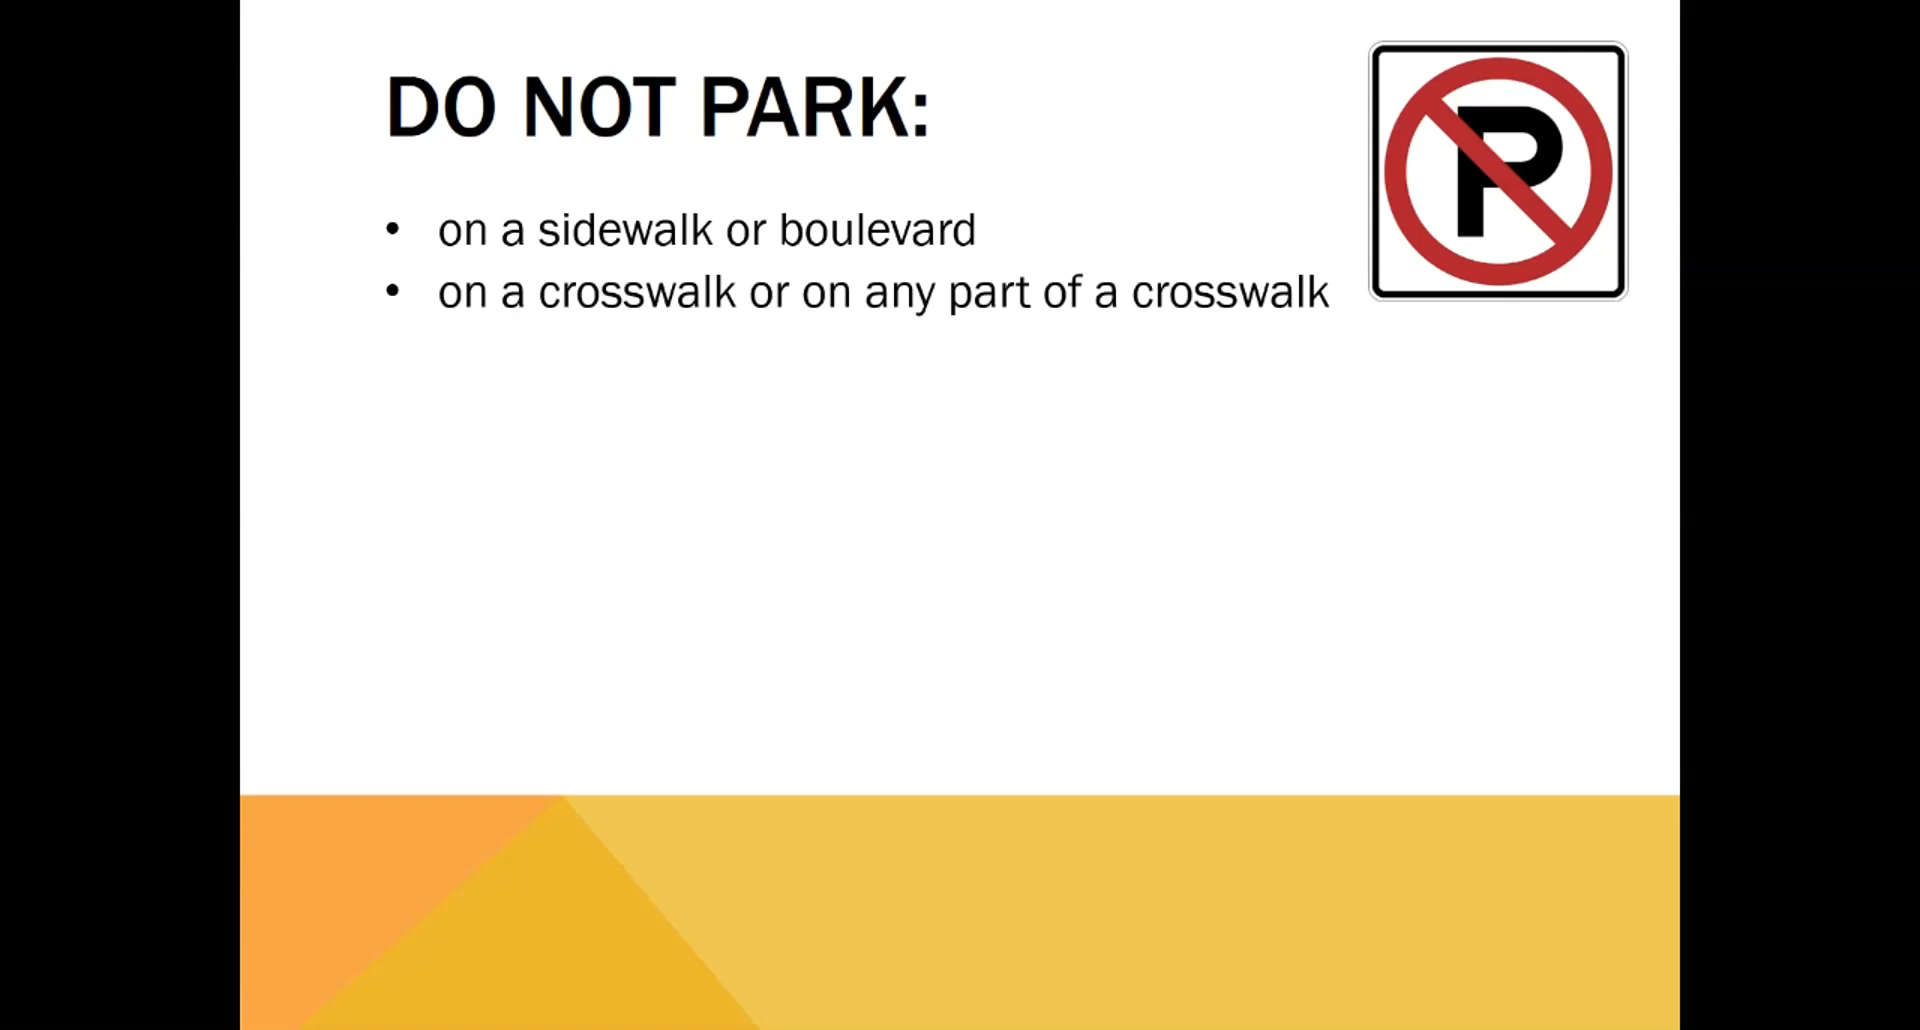 DO NOT PARK:
P
• on a sidewalk or boulevard
• on a crosswalk or on any part of a crosswalk